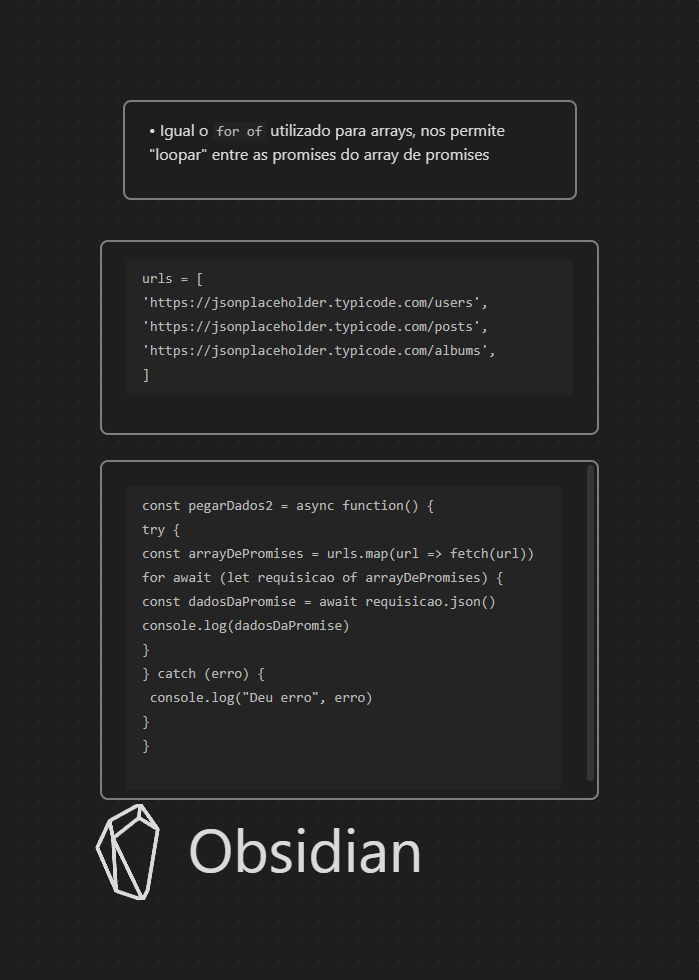 • Igual o for of utilizado para arrays, nos permite
"loopar" entre as promises do array de promises
urls = [
'https://jsonplaceholder.typicode.com/users',
'https://jsonplaceholder.typicode.com/posts',
'https://jsonplaceholder.typicode.com/albums',
]
const pegarDados2 = async function() {
try {
const arrayDePromises = urls.map(url => fetch(url))
for await (let requisicao of arrayDePromises) {
const dadosDaPromise = await requisicao.json()
console.log(dadosDaPromise)
}
} catch (erro) {
 console.log("Deu erro", erro)
}
}
Obsidian